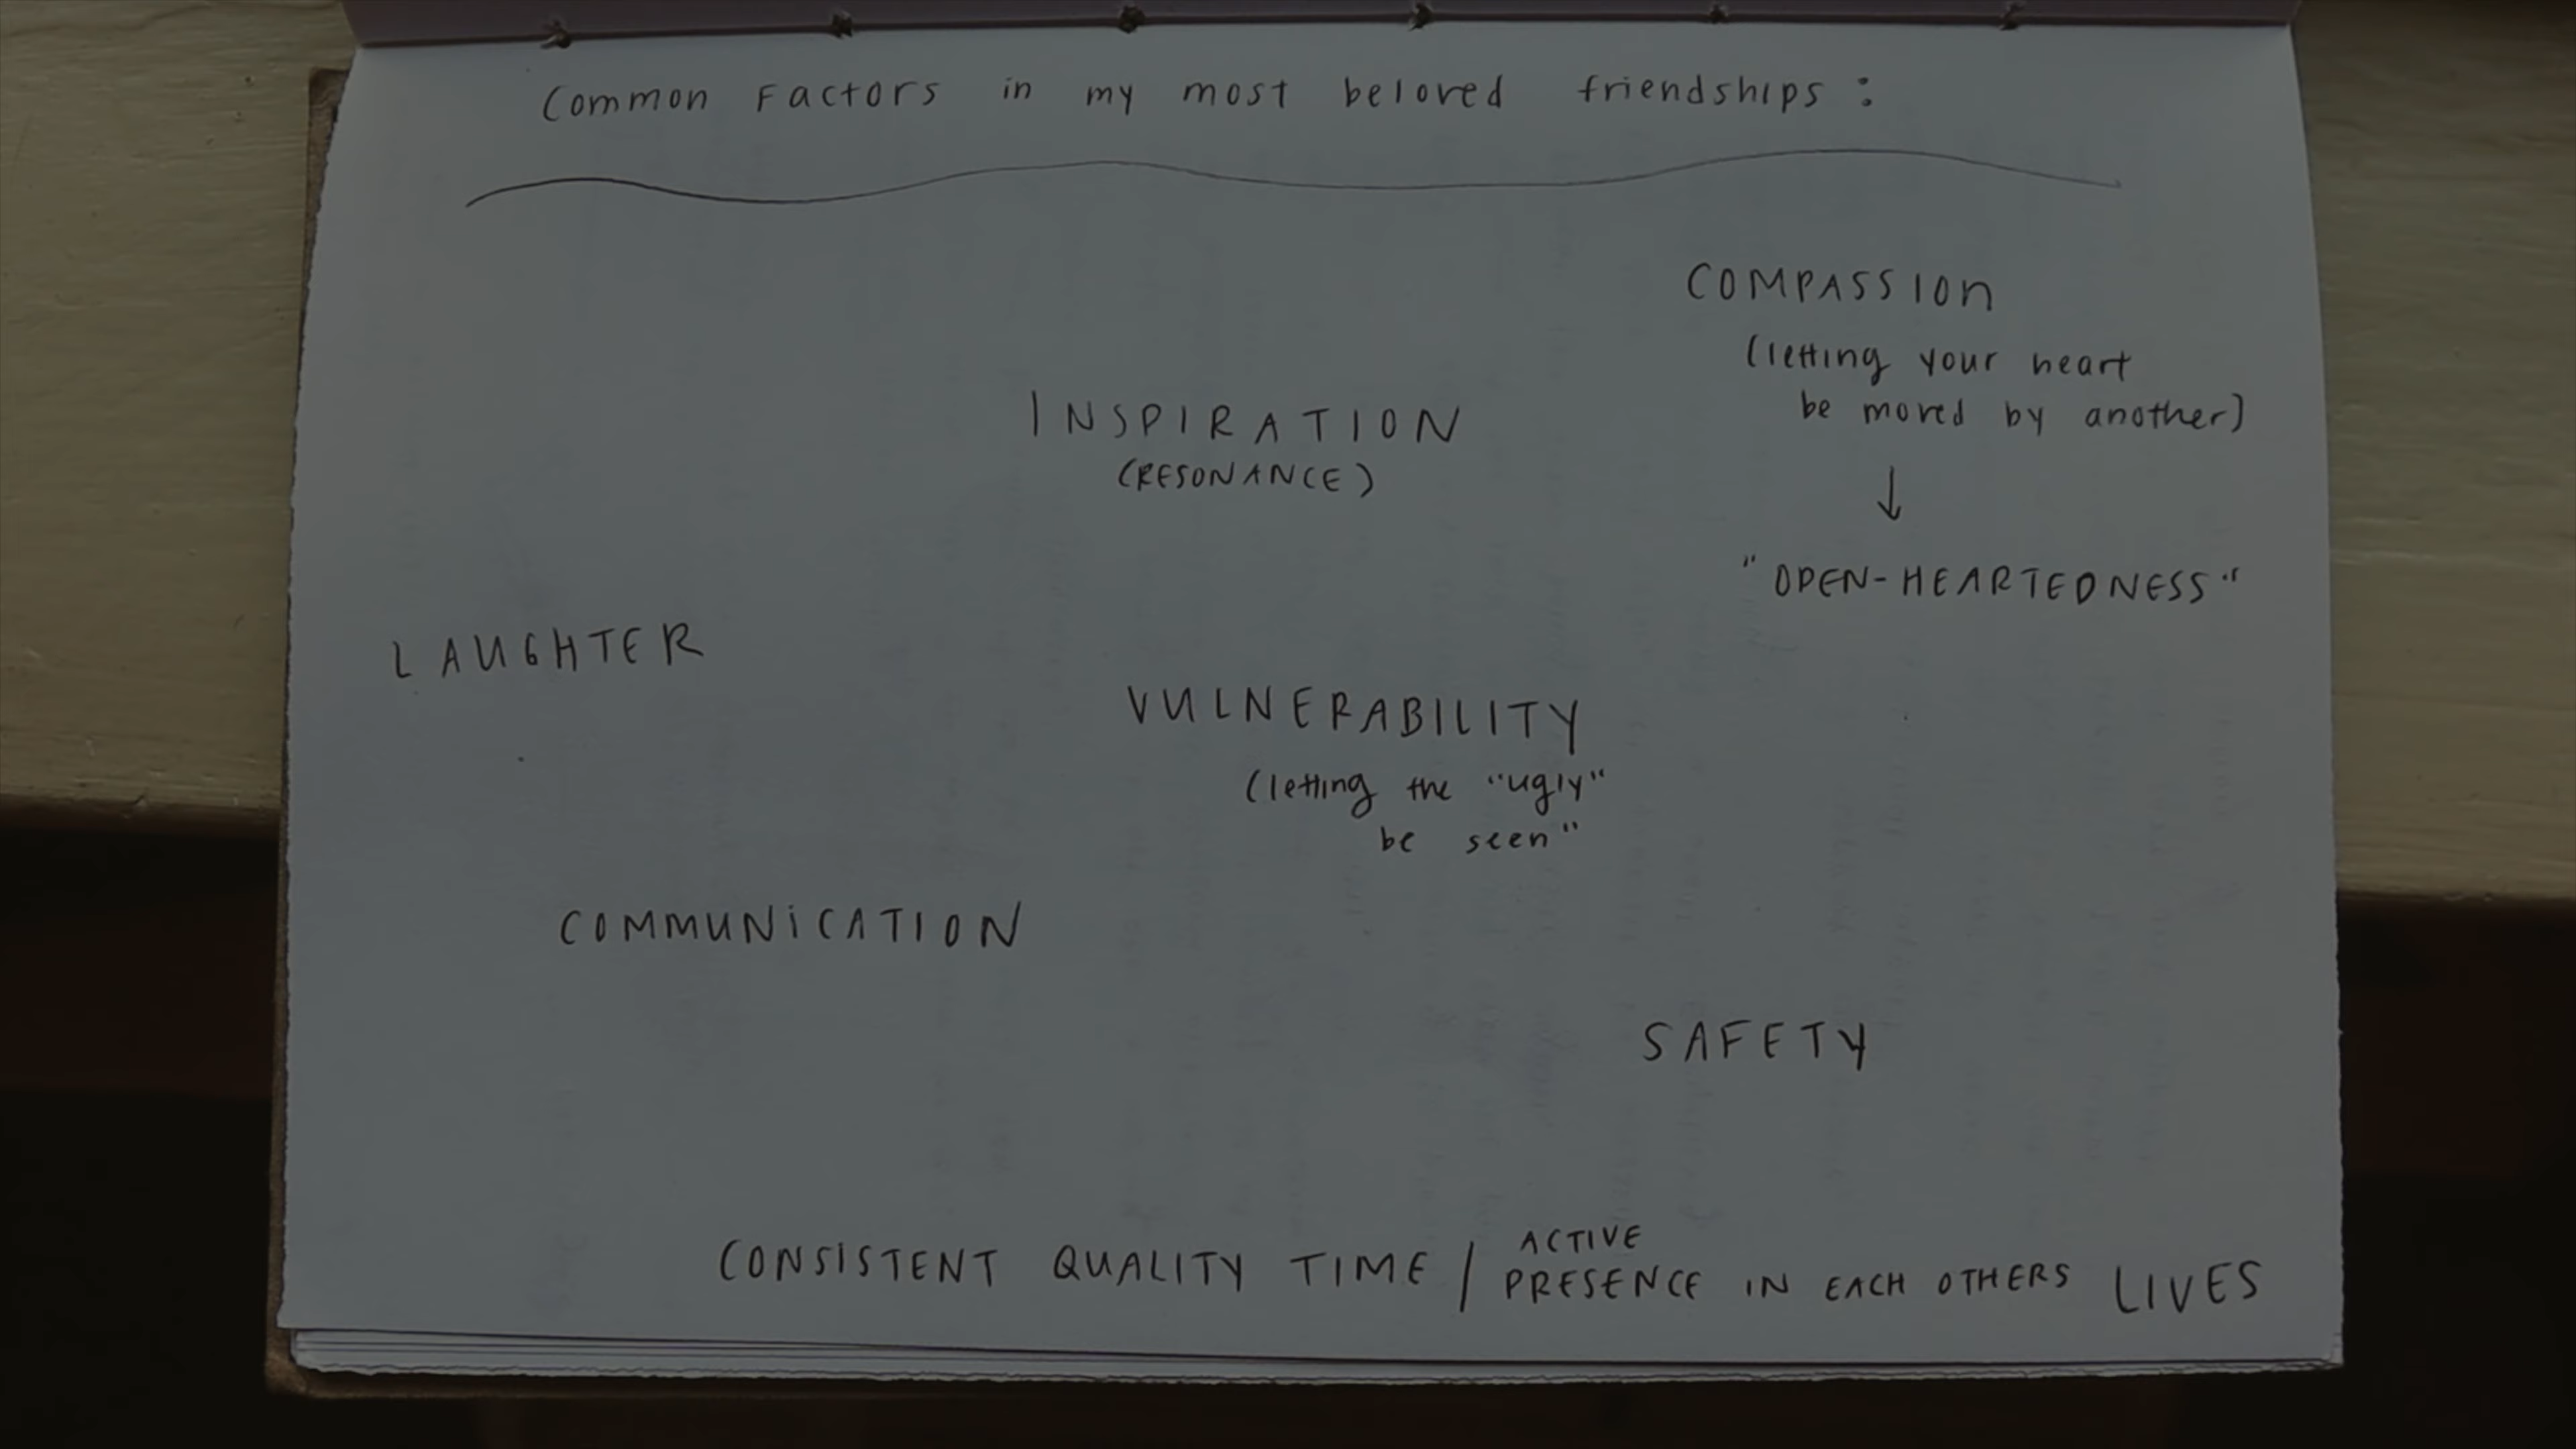 Common Factors in my most beloved friendships:
COMPASSION
(letting your heart
be moved by another)
↓
"OPEN-HEARTEDNESS"
INSPIRATION
(RESONANCE)
LAUGHTER
VULNERABILITY
(letting the "ugly"
be seen"
COMMUNICATION
SAFETY
CONSISTENT QUALITY TIME / ACTIVE PRESENCE IN EACH OTHERS LIVES